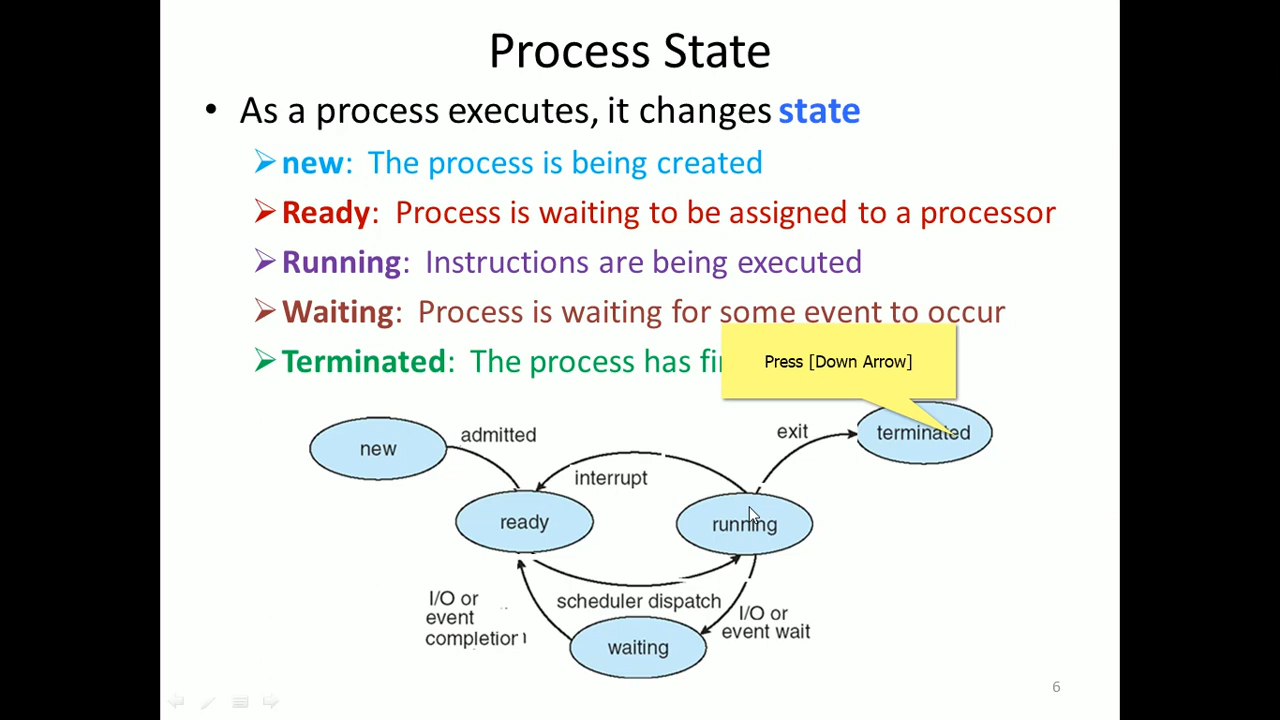 Process State
• As a process executes, it changes state
➢ new: The process is being created
➢ Ready: Process is waiting to be assigned to a processor
➢ Running: Instructions are being executed
➢ Waiting: Process is waiting for some event to occur
➢ Terminated: The process has
Press [Down Arrow]
new
admitted
exit
terminated
interrupt
ready
running
I/O or
event
completion
scheduler dispatch
I/O or
event wait
waiting
6